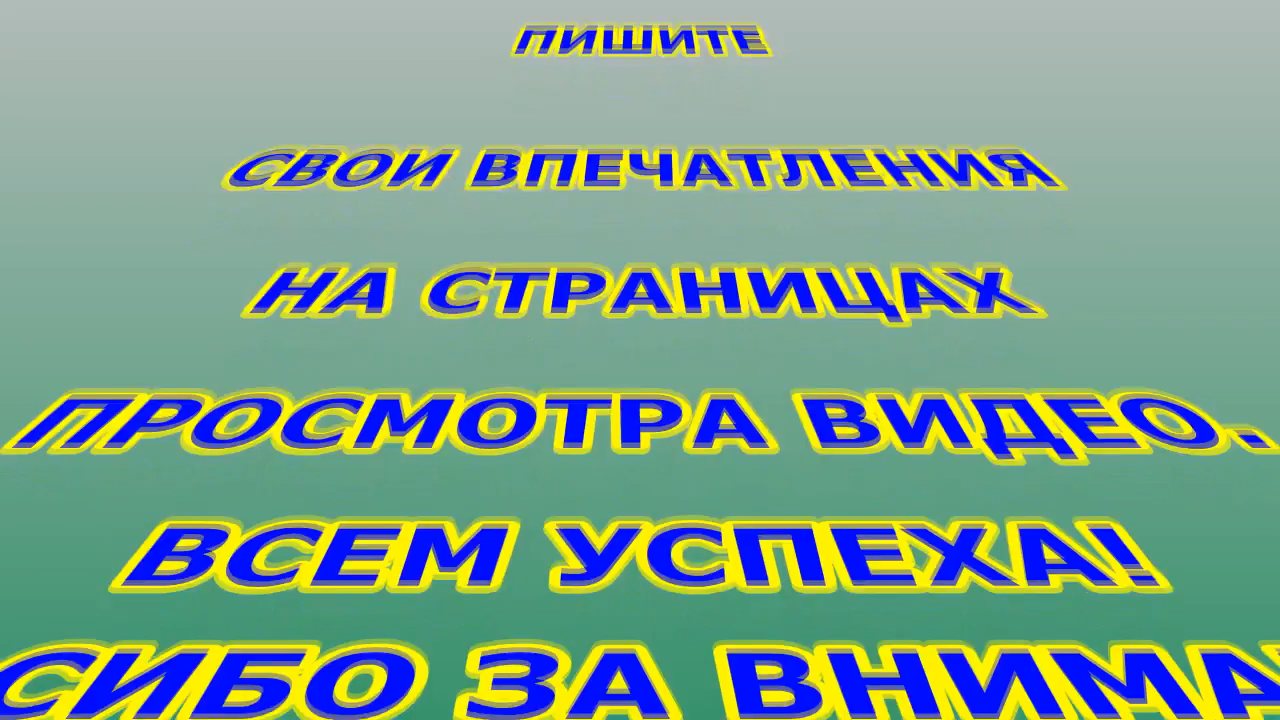 ПИШИТЕ
СВОИ ВПЕЧАТЛЕНИЯ
НА СТРАНИЦАХ
ПРОСМОТРА ВИДЕО.
ВСЕМ УСПЕХА!
СИБО ЗА ВНИМА